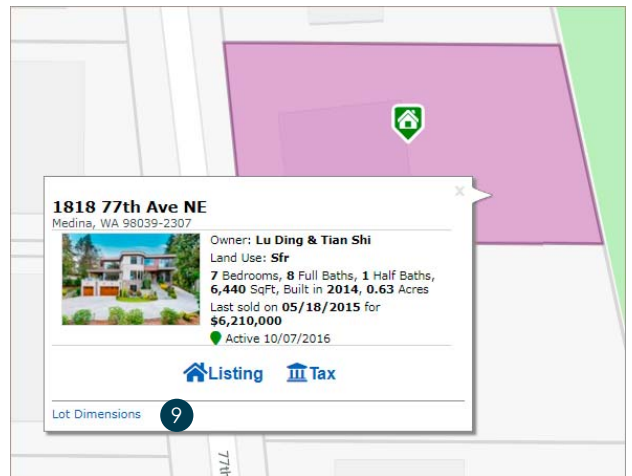 x
1818 77th Ave NE
Medina, WA 98039-2307
Owner: Lu Ding & Tian Shi
Land Use: Sfr
7 Bedrooms, 8 Full Baths, 1 Half Baths,
6,440 SqFt, Built in 2014, 0.63 Acres
Last sold on 05/18/2015 for
$6,210,000
Active 10/07/2016
Listing Tax
Lot Dimensions 9
77th